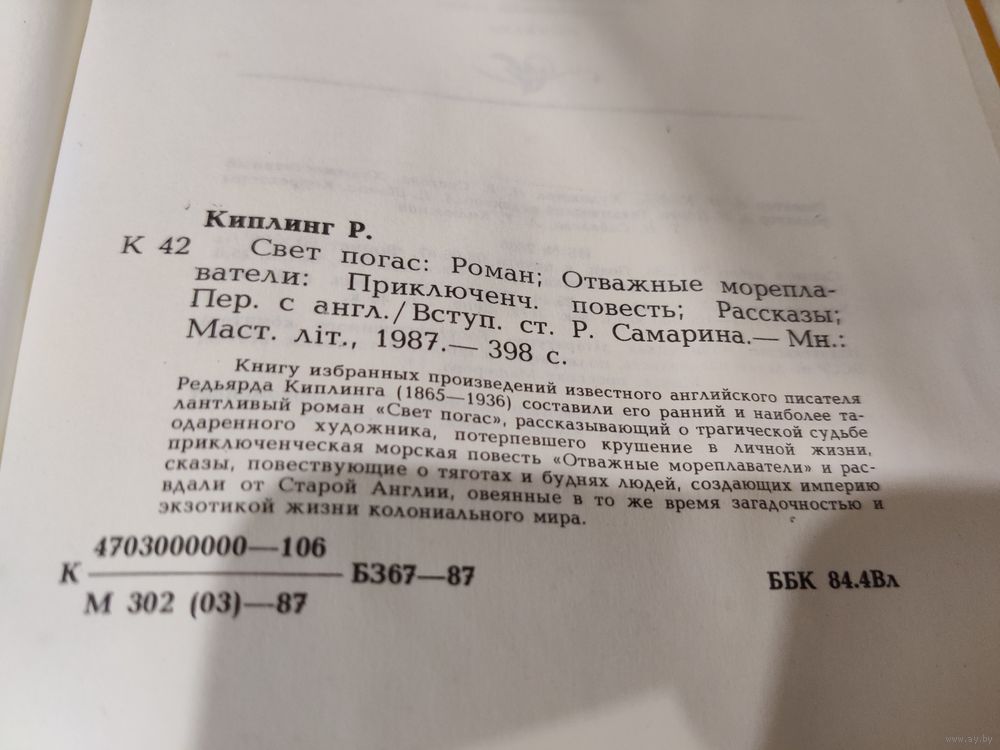 Киплинг Р.
К 42 Свет погас: Роман; Отважные морепла-
ватели: Приключенч. повесть; Рассказы;
Пер. с англ./Вступ. ст. Р. Самарина.— Мн.:
Маст. літ., 1987.— 398 с.
Книгу избранных произведений известного английского писателя
Редьярда Киплинга (1865—1936) составили его ранний и наиболее та-
лантливый роман «Свет погас», рассказывающий о трагической судьбе
одаренного художника, потерпевшего крушение в личной жизни,
приключенческая морская повесть «Отважные мореплаватели» и рас-
сказы, повествующие о тяготах и буднях людей, создающих империю
вдали от Старой Англии, овеянные в то же время загадочностью и
экзотикой жизни колониального мира.
4703000000—106
К Б367—87
М 302 (03)—87
ББК 84.4Вл
www.ay.by